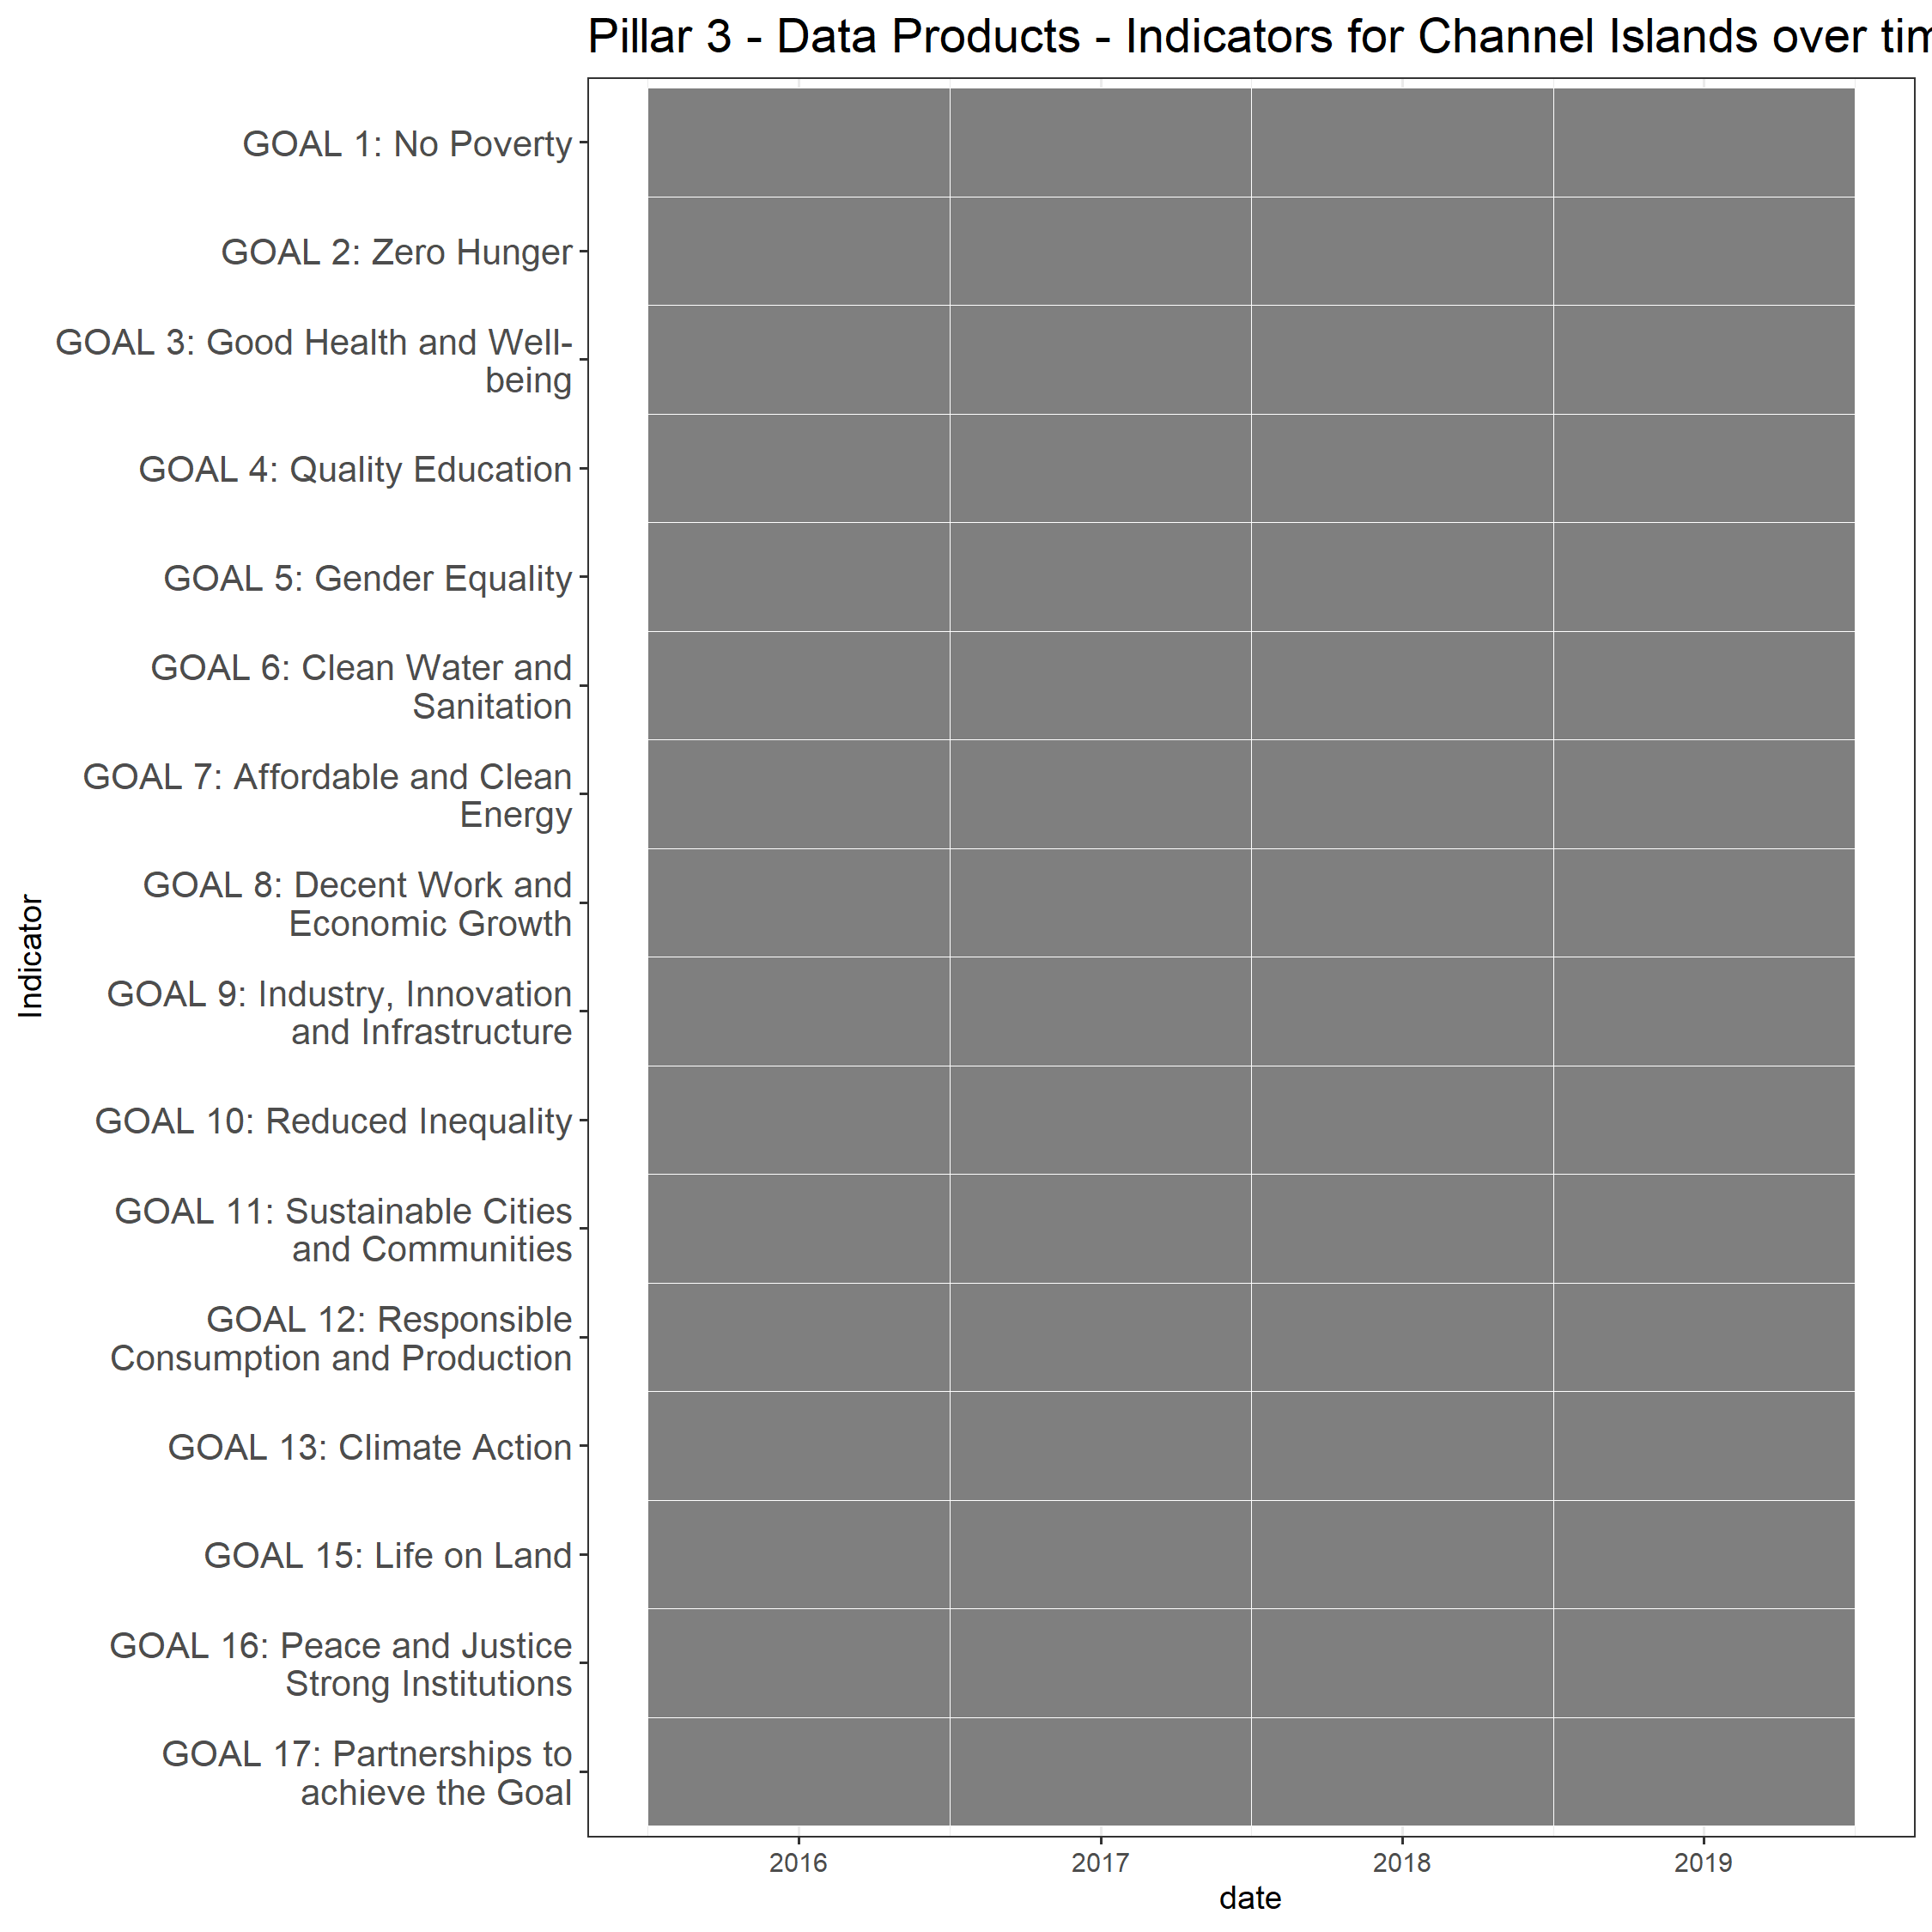 Pillar 3 - Data Products - Indicators for Channel Islands over tim
GOAL 1: No Poverty
GOAL 2: Zero Hunger
GOAL 3: Good Health and Well-
being
GOAL 4: Quality Education
GOAL 5: Gender Equality
GOAL 6: Clean Water and
Sanitation
GOAL 7: Affordable and Clean
Energy
GOAL 8: Decent Work and
Economic Growth
GOAL 9: Industry, Innovation
and Infrastructure
GOAL 10: Reduced Inequality
GOAL 11: Sustainable Cities
and Communities
GOAL 12: Responsible
Consumption and Production
GOAL 13: Climate Action
GOAL 15: Life on Land
GOAL 16: Peace and Justice
Strong Institutions
GOAL 17: Partnerships to
achieve the Goal
Indicator
2016 2017 2018 2019
date